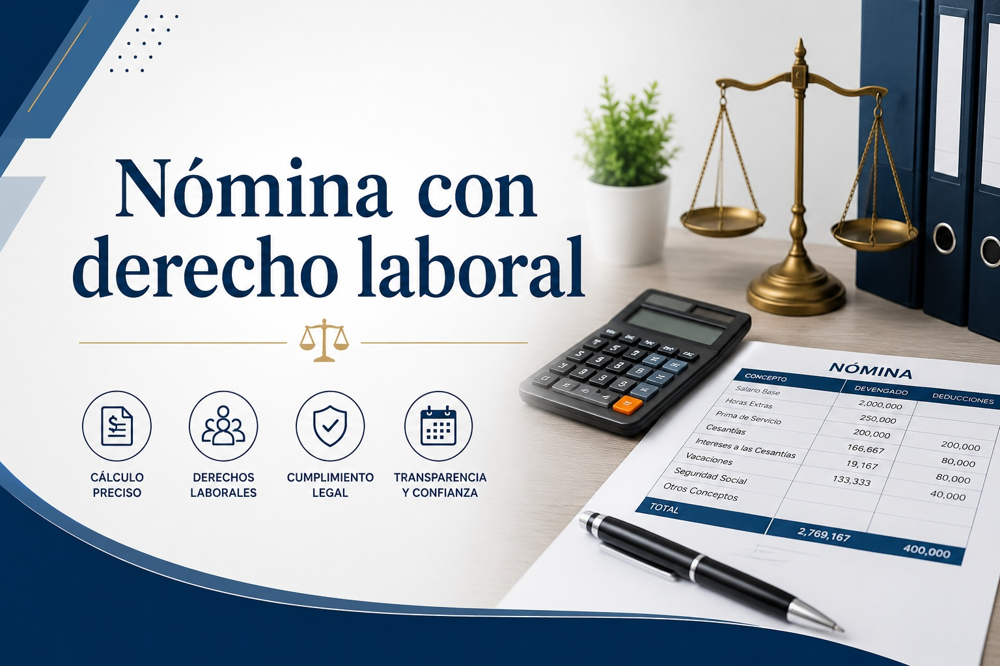 Nómina con
derecho laboral
CÁLCULO
PRECISO
DERECHOS
LABORALES
CUMPLIMIENTO
LEGAL
TRANSPARENCIA
Y CONFIANZA
NÓMINA
CONCEPTO DEVENGADO DEDUCCIONES
Salario Base 2,000,000
Horas Extras 250,000
Prima de Servicio 200,000 200,000
Cesantías 166,667 80,000
Intereses a las Cesantías 19,167 80,000
Vacaciones 133,333 40,000
Seguridad Social
Otros Conceptos
TOTAL 2,769,167 400,000